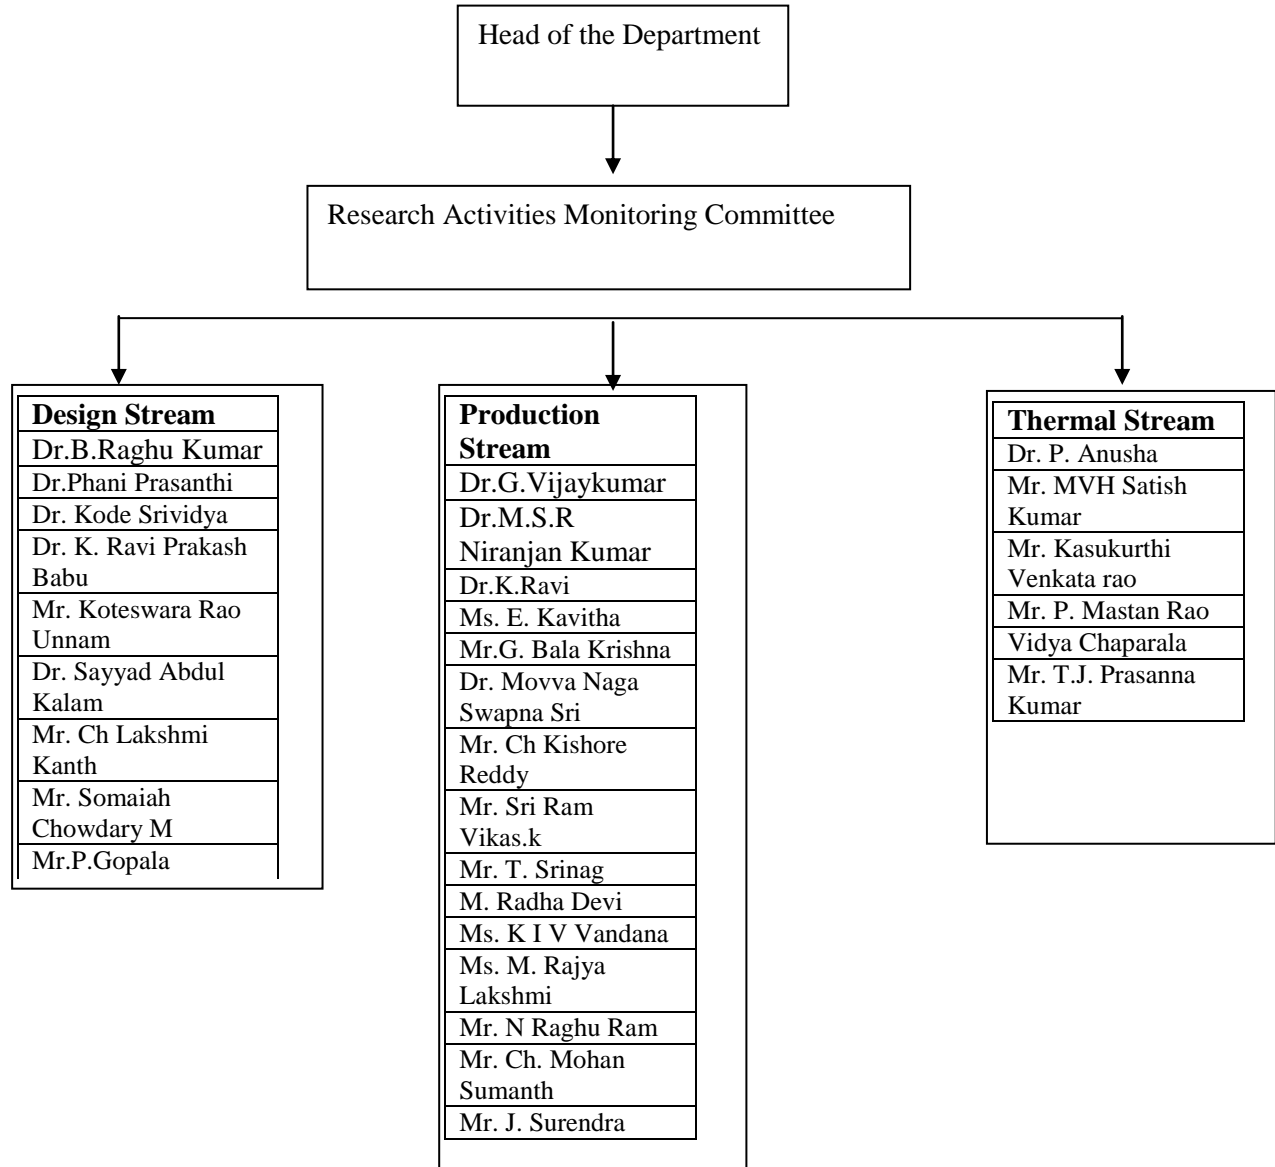 Head of the Department
Research Activities Monitoring Committee
Design Stream
Dr.B.Raghu Kumar
Dr.Phani Prasanthi
Dr. Kode Srividya
Dr. K. Ravi Prakash
Babu
Mr. Koteswara Rao
Unnam
Dr. Sayyad Abdul
Kalam
Mr. Ch Lakshmi
Kanth
Mr. Somaiah
Chowdary M
Mr.P.Gopala
Production
Stream
Dr.G.Vijaykumar
Dr.M.S.R
Niranjan Kumar
Dr.K.Ravi
Ms. E. Kavitha
Mr.G. Bala Krishna
Dr. Movva Naga
Swapna Sri
Mr. Ch Kishore
Reddy
Mr. Sri Ram
Vikas.k
Mr. T. Srinag
M. Radha Devi
Ms. K I V Vandana
Ms. M. Rajya
Lakshmi
Mr. N Raghu Ram
Mr. Ch. Mohan
Sumanth
Mr. J. Surendra
Thermal Stream
Dr. P. Anusha
Mr. MVH Satish
Kumar
Mr. Kasukurthi
Venkata rao
Mr. P. Mastan Rao
Vidya Chaparala
Mr. T.J. Prasanna
Kumar